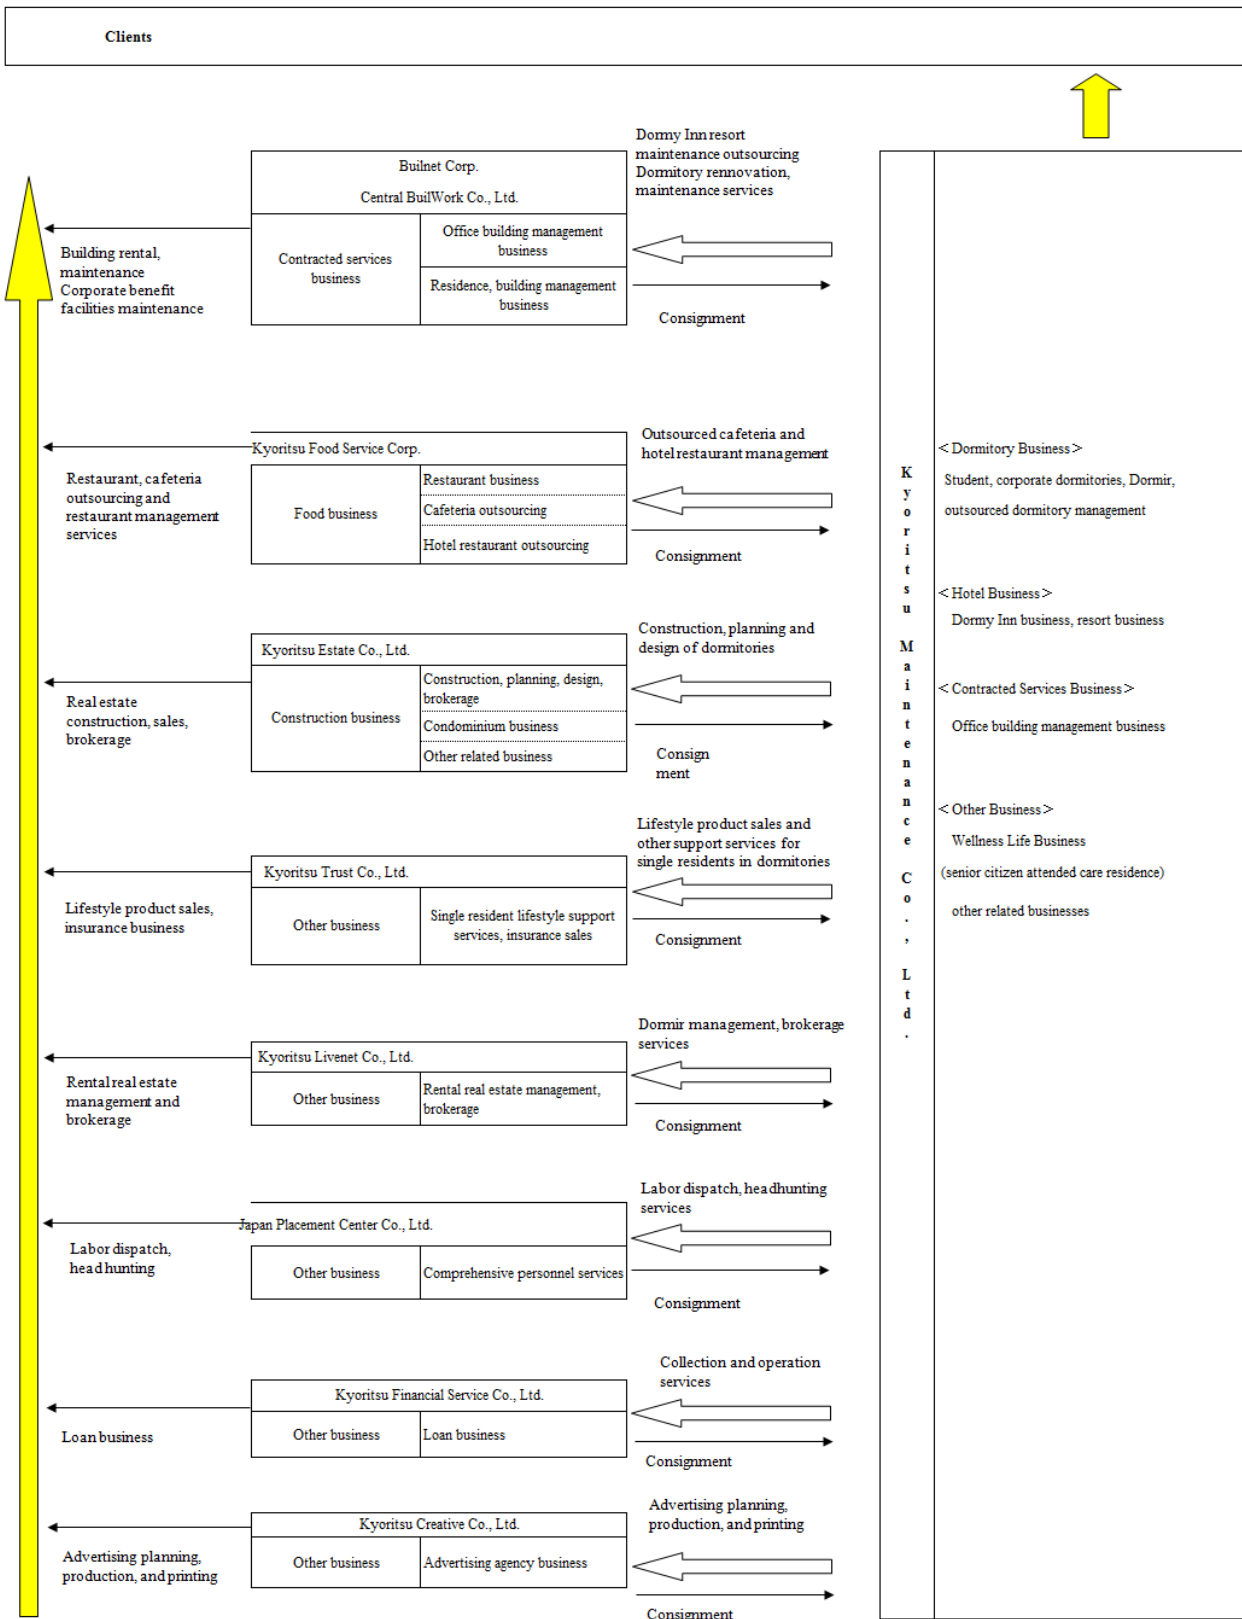 Clients
Dormy Inn resort
maintenance outsourcing
Dormitory rennovation,
maintenance services
Builnet Corp.
Central BuilWork Co., Ltd.
Contracted services
business
Office building management
business
Residence, building management
business
Building rental,
maintenance
Corporate benefit
facilities maintenance
Consignment
Kyoritsu Food Service Corp.
Food business
Restaurant business
Cafeteria outsourcing
Hotel restaurant outsourcing
Restaurant, cafeteria
outsourcing and
restaurant management
services
Outsourced cafeteria and
hotel restaurant management
Consignment
Kyoritsu Estate Co., Ltd.
Construction business
Construction, planning, design,
brokerage
Condominium business
Other related business
Real estate
construction, sales,
brokerage
Construction, planning and
design of dormitories
Consign
ment
Kyoritsu Trust Co., Ltd.
Other business
Single resident lifestyle support
services, insurance sales
Lifestyle product sales,
insurance business
Lifestyle product sales and
other support services for
single residents in dormitories
Consignment
Kyoritsu Livenet Co., Ltd.
Other business
Rental real estate management,
brokerage
Rental real estate
management and
brokerage
Dormir management, brokerage
services
Consignment
Japan Placement Center Co., Ltd.
Other business
Comprehensive personnel services
Labor dispatch,
head hunting
Labor dispatch, headhunting
services
Consignment
Kyoritsu Financial Service Co., Ltd.
Other business
Loan business
Loan business
Collection and operation
services
Consignment
Kyoritsu Creative Co., Ltd.
Other business
Advertising agency business
Advertising planning,
production, and printing
Advertising planning,
production, and printing
Consignment
Kyoritsu Maintenance Co., Ltd.
＜Dormitory Business＞
Student, corporate dormitories, Dormir,
outsourced dormitory management
＜Hotel Business＞
Dormy Inn business, resort business
＜Contracted Services Business＞
Office building management business
＜Other Business＞
Wellness Life Business
(senior citizen attended care residence)
other related businesses